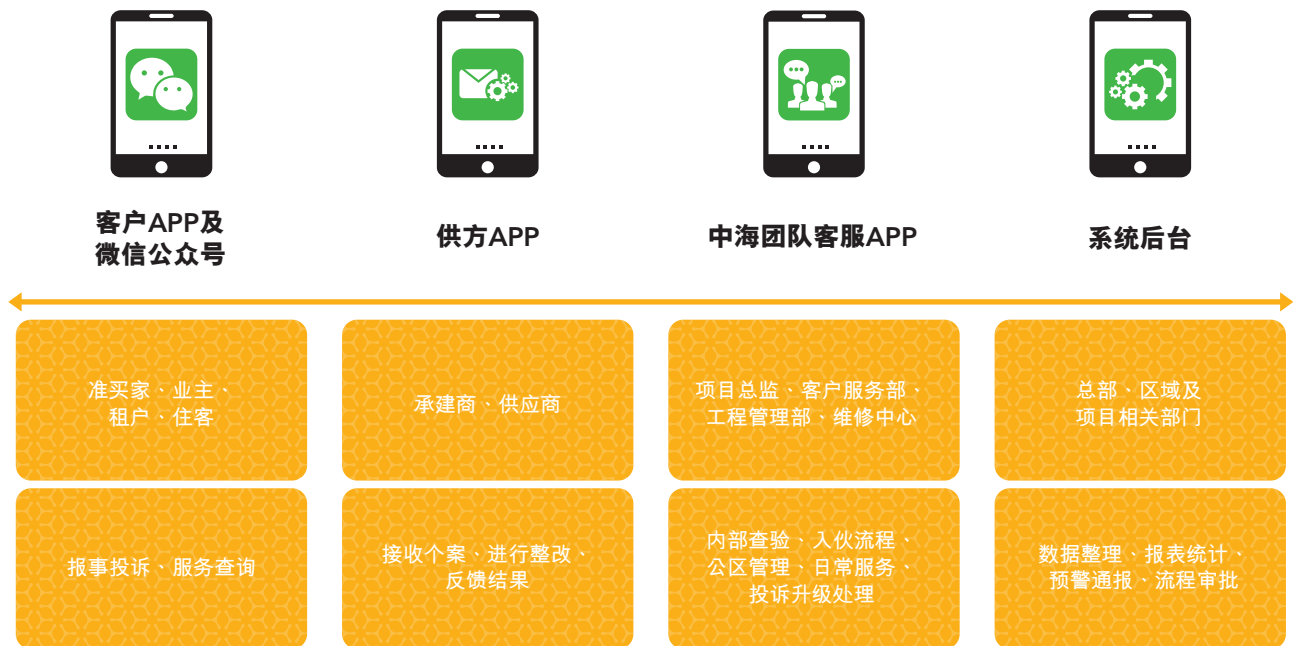 客户APP及
微信公众号
供方APP
中海团队客服APP
系统后台
准买家、业主、
租户、住客
承建商、供应商
项目总监、客户服务部、
工程管理部、维修中心
总部、区域及
项目相关部门
报事投诉、服务查询
接收个案、进行整改、
反馈结果
内部查验、入伙流程、
公区管理、日常服务、
投诉升级处理
数据整理、报表统计、
预警通报、流程审批